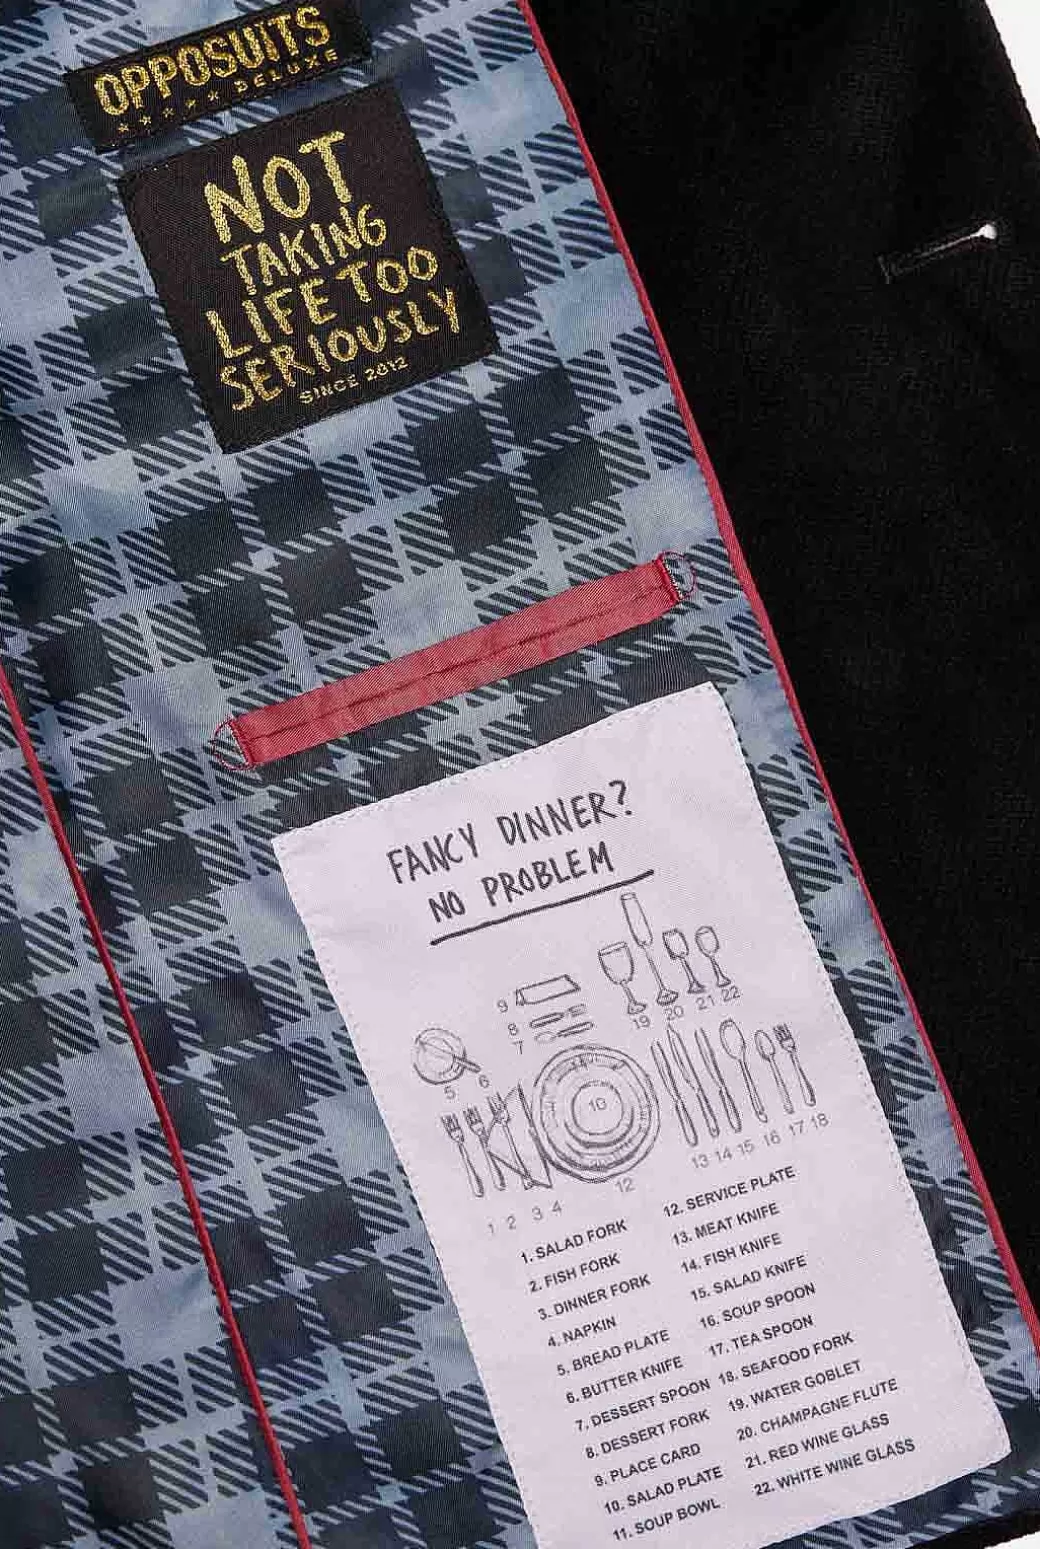 OPPOSUITS
★ ★ ★ ★ ★ DELUXE
NOT
TAKING
LIFE TOO
SERIOUSLY
SINCE 2012
FANCY DINNER?
NO PROBLEM
9
8
7
19 20 21 22
5 6
10
13 14 15 16 17 18
12
1 2 3 4
1. SALAD FORK
2. FISH FORK
3. DINNER FORK
4. NAPKIN
5. BREAD PLATE
6. BUTTER KNIFE
7. DESSERT SPOON
8. DESSERT FORK
9. PLACE CARD
10. SALAD PLATE
11. SOUP BOWL
12. SERVICE PLATE
13. MEAT KNIFE
14. FISH KNIFE
15. SALAD KNIFE
16. SOUP SPOON
17. TEA SPOON
18. SEAFOOD FORK
19. WATER GOBLET
20. CHAMPAGNE FLUTE
21. RED WINE GLASS
22. WHITE WINE GLASS